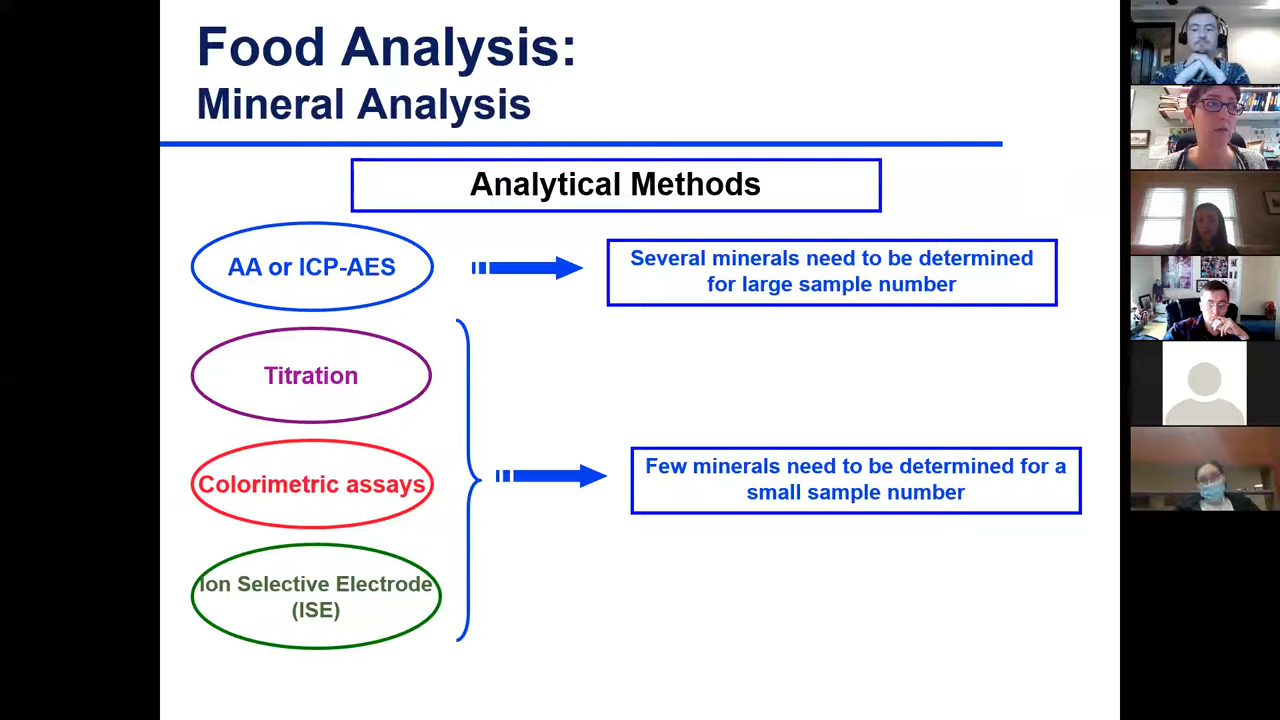 Food Analysis:
Mineral Analysis
Analytical Methods
AA or ICP-AES
Several minerals need to be determined
for large sample number
Titration
Colorimetric assays
Few minerals need to be determined for a
small sample number
Ion Selective Electrode
(ISE)